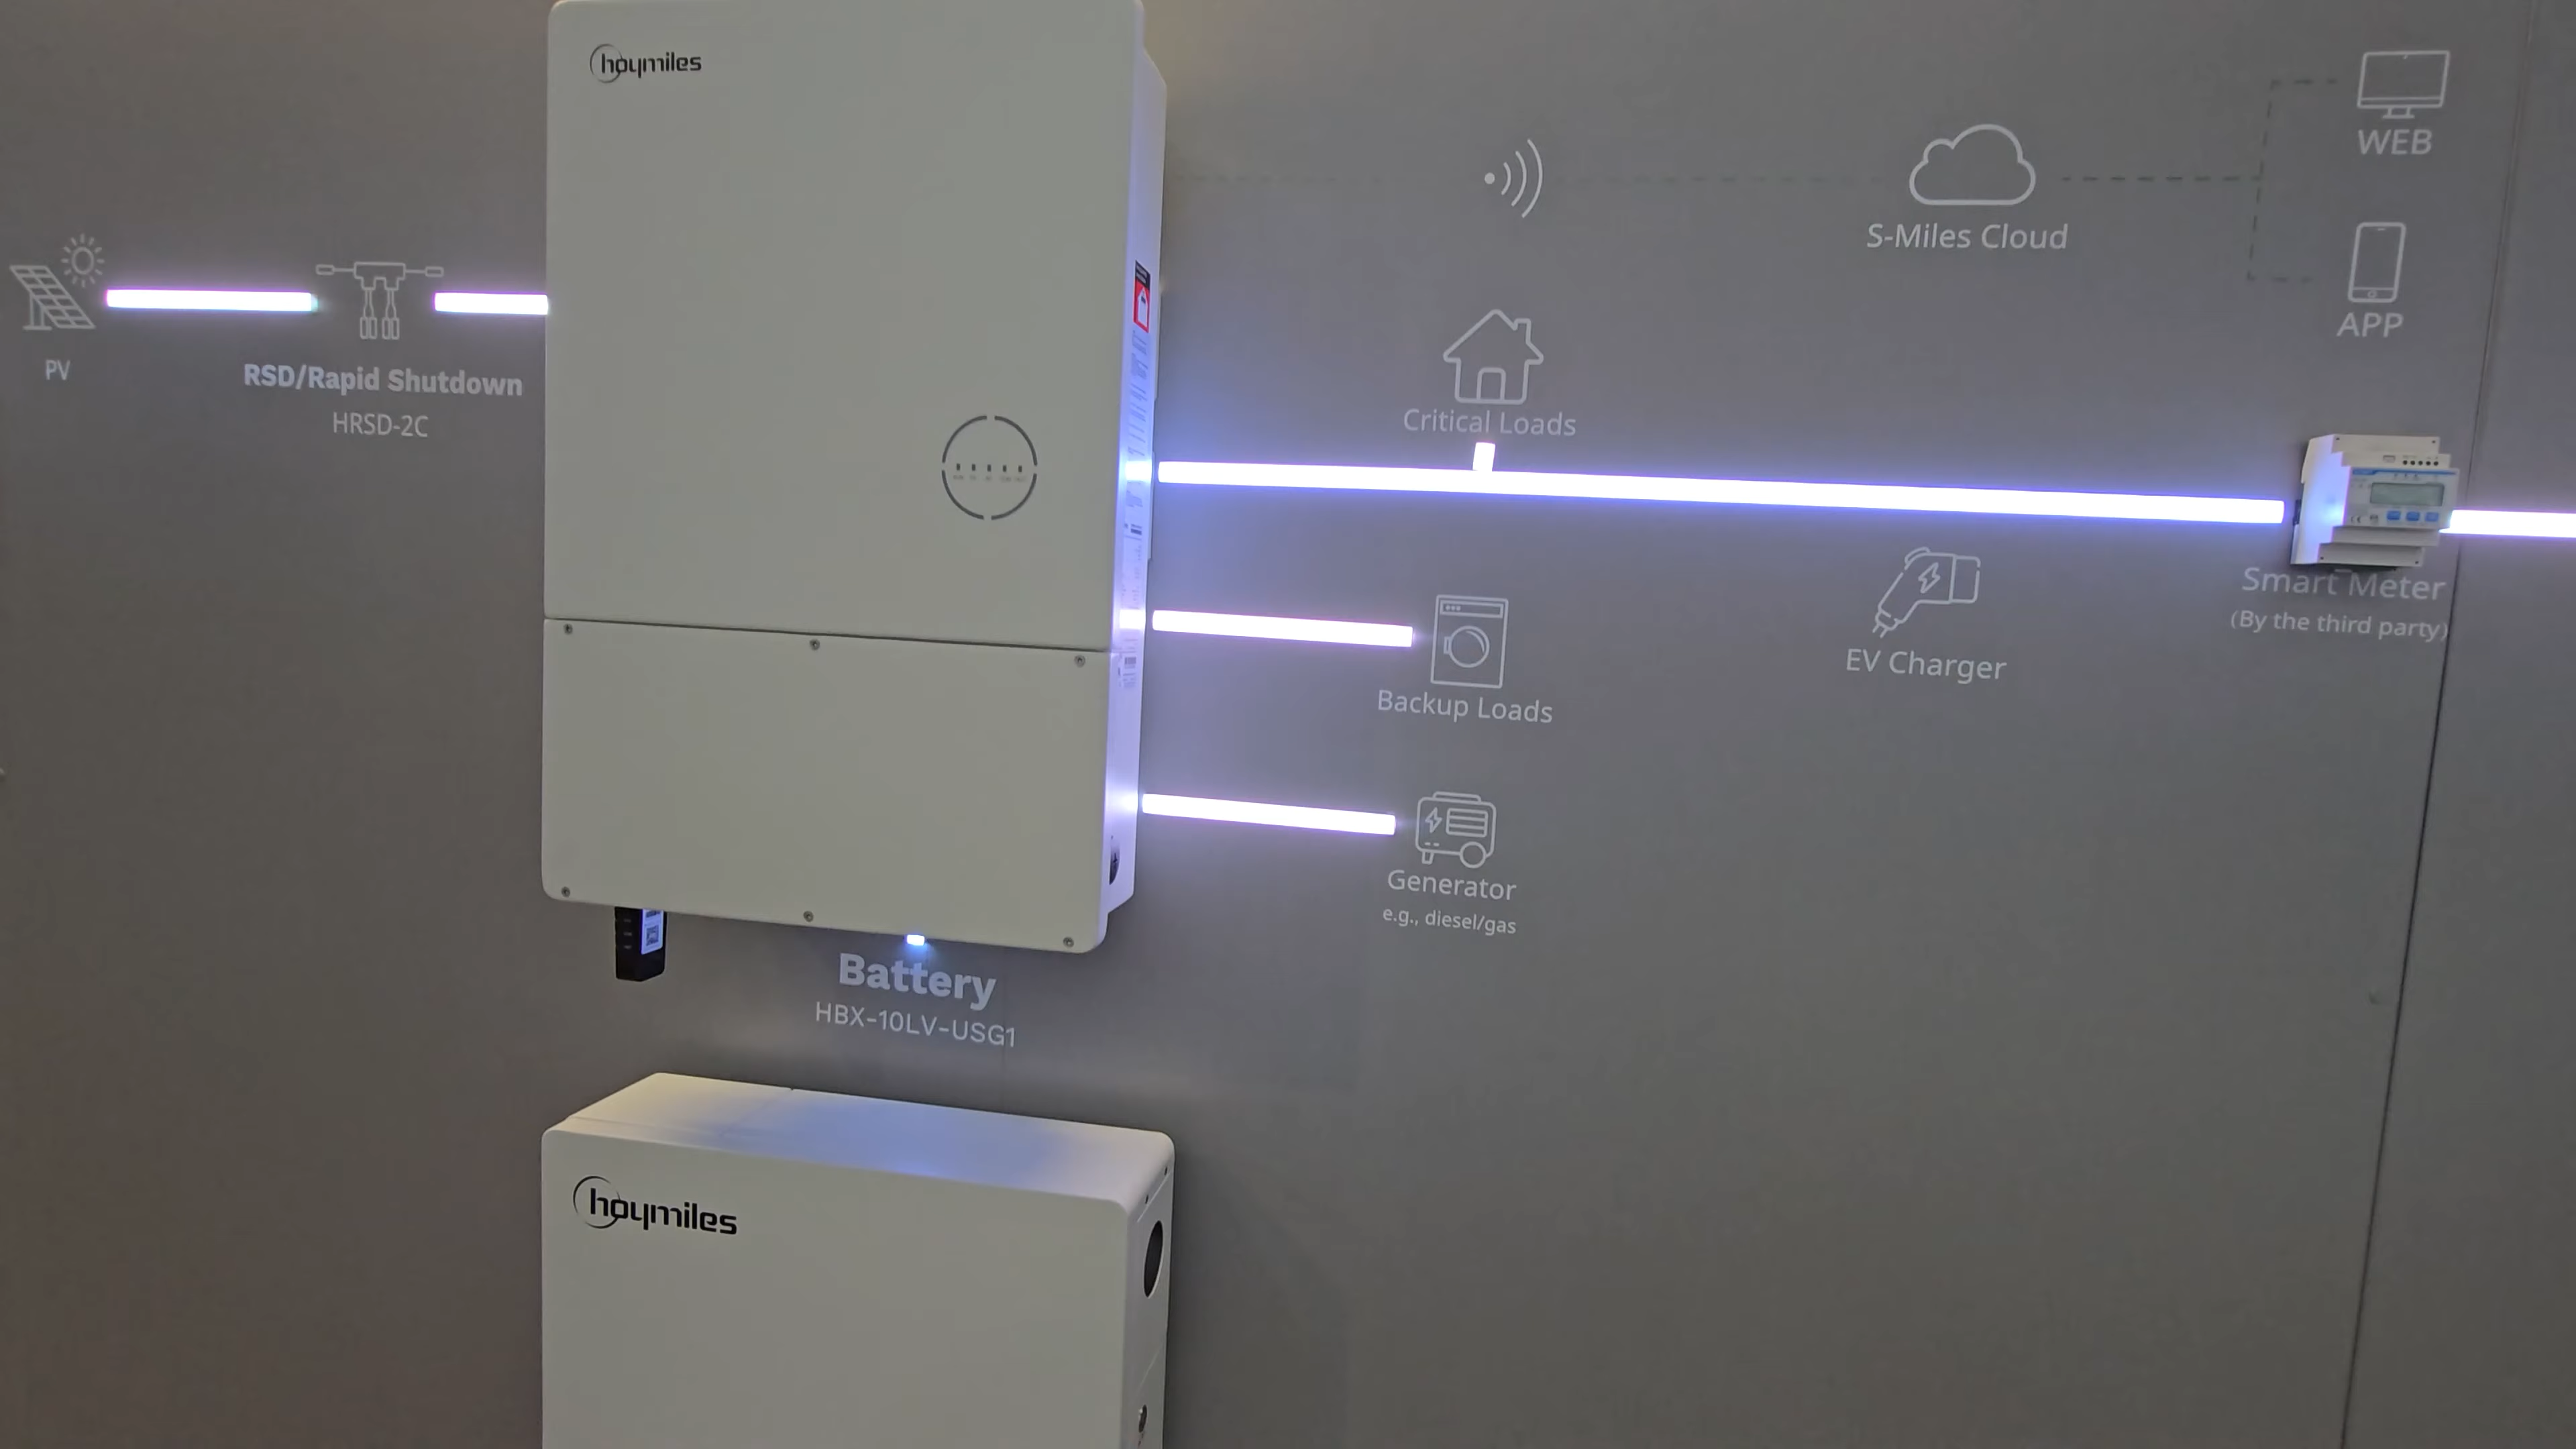 hoymiles
WEB
S-Miles Cloud
APP
PV
RSD/Rapid Shutdown
HRSD-2C
Critical Loads
Smart Meter
(By the third party)
EV Charger
Backup Loads
Generator
e.g., diesel/gas
Battery
HBX-10LV-USG1
hoymiles